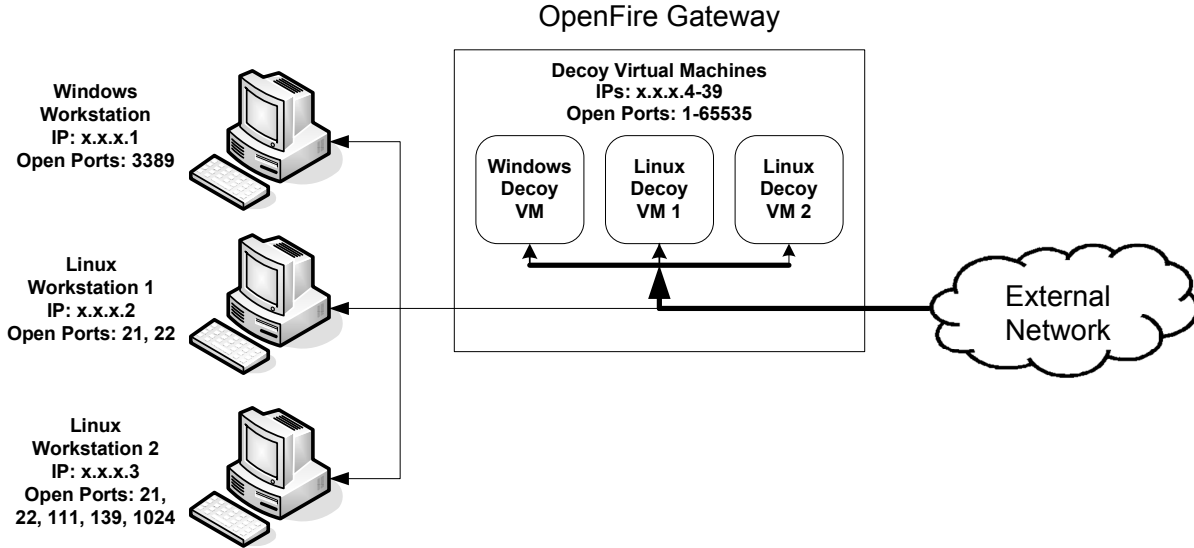 OpenFire Gateway
Windows
Workstation
IP: x.x.x.1
Open Ports: 3389
Linux
Workstation 1
IP: x.x.x.2
Open Ports: 21, 22
Linux
Workstation 2
IP: x.x.x.3
Open Ports: 21,
22, 111, 139, 1024
Decoy Virtual Machines
IPs: x.x.x.4-39
Open Ports: 1-65535
Windows
Decoy
VM
Linux
Decoy
VM 1
Linux
Decoy
VM 2
External
Network